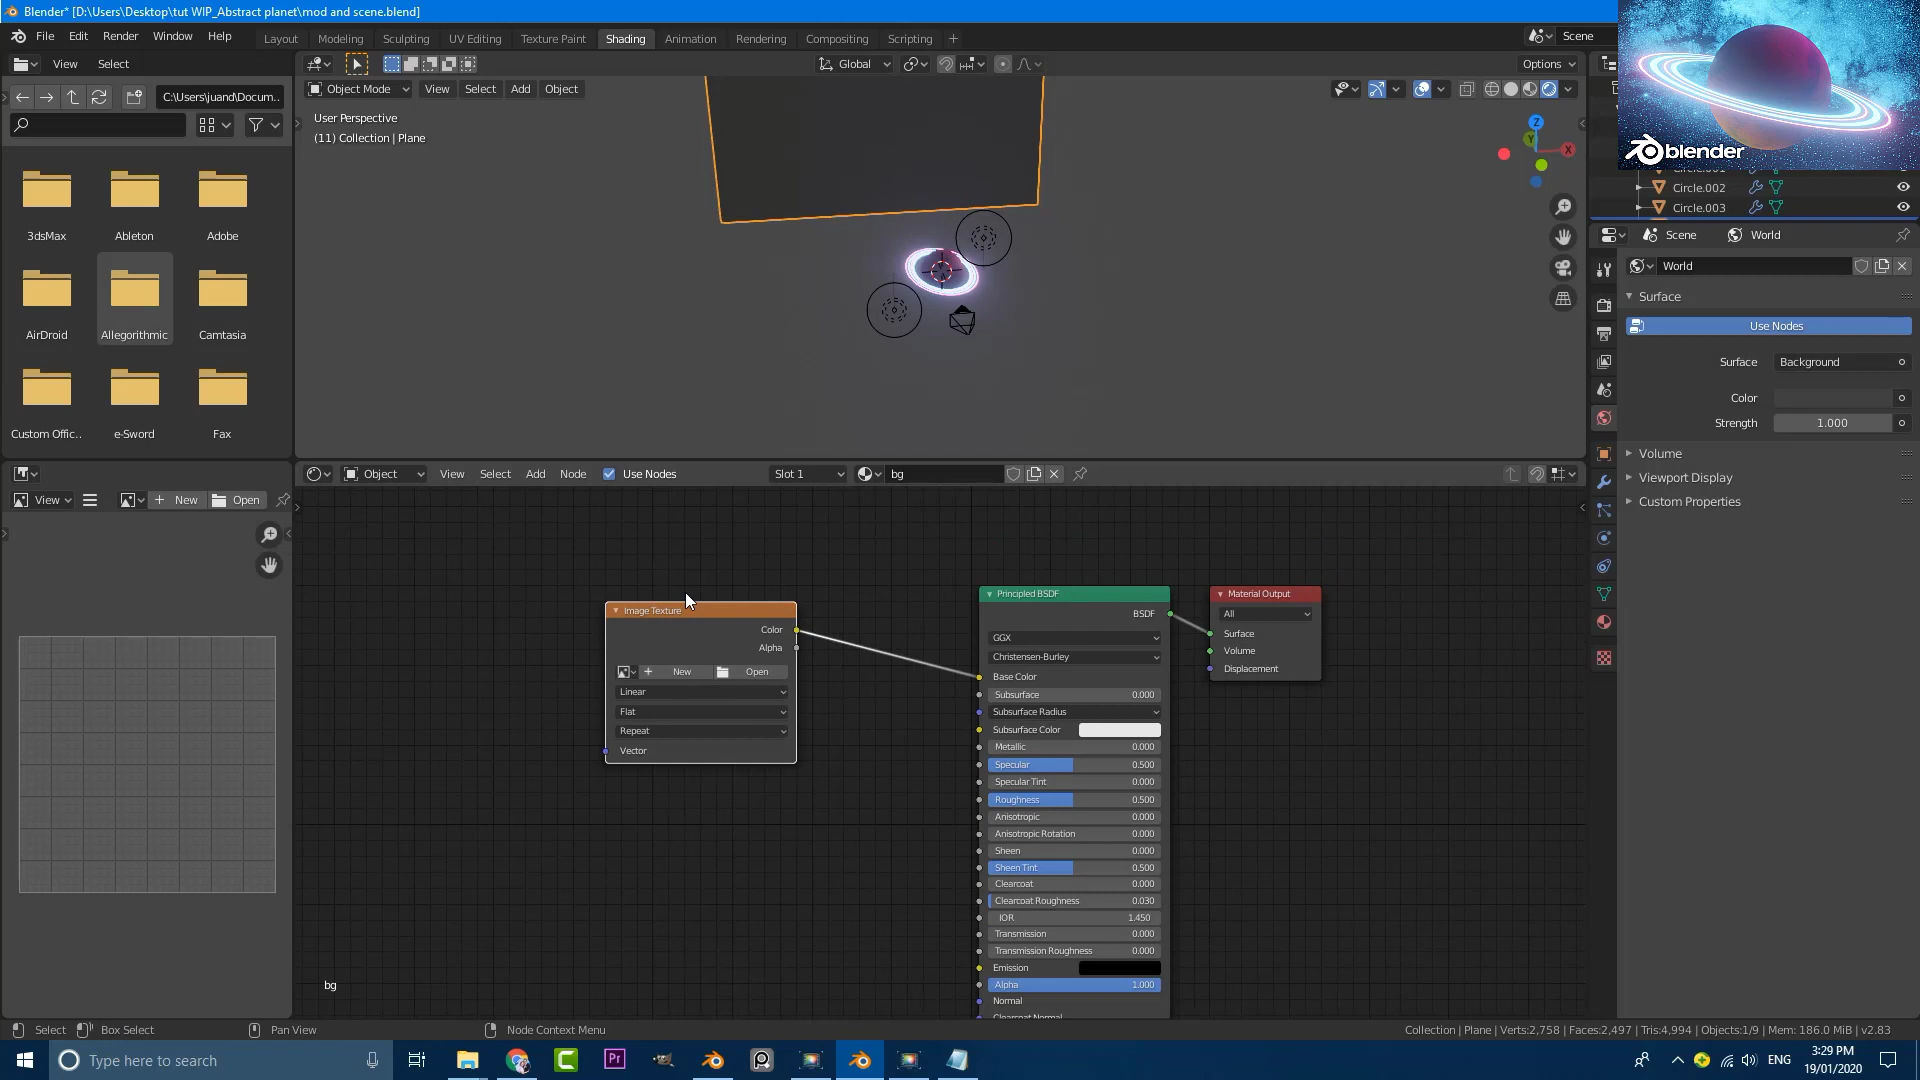 Blender* [D:\Users\Desktop\tut WIP_Abstract planet\mod and scene.blend]
File Edit Render Window Help
Layout Modeling Sculpting UV Editing Texture Paint Shading Animation Rendering Compositing Scripting +
Scene
View Select
Global
Options
C:\Users\juand\Docum..
Object Mode View Select Add Object
User Perspective
(11) Collection | Plane
Z
Y
X
blender
3dsMax Ableton Adobe
AirDroid Allegorithmic Camtasia
Custom Offic.. e-Sword Fax
Circle.002
Circle.003
Scene World
World
Surface
Use Nodes
Surface Background
Color
Strength 1.000
Volume
Viewport Display
Custom Properties
Object View Select Add Node Use Nodes Slot 1 bg
View New Open
Image Texture
Color
Alpha
New Open
Linear
Flat
Repeat
Vector
Principled BSDF
BSDF
GGX
Christensen-Burley
Base Color
Subsurface 0.000
Subsurface Radius
Subsurface Color
Metallic 0.000
Specular 0.500
Specular Tint 0.000
Roughness 0.500
Anisotropic 0.000
Anisotropic Rotation 0.000
Sheen 0.000
Sheen Tint 0.500
Clearcoat 0.000
Clearcoat Roughness 0.030
IOR 1.450
Transmission 0.000
Transmission Roughness 0.000
Emission
Alpha 1.000
Normal
Clearcoat Normal
Material Output
All
Surface
Volume
Displacement
bg
Select Box Select Pan View Node Context Menu
Collection | Plane | Verts:2,758 | Faces:2,497 | Tris:4,994 | Objects:1/9 | Mem: 186.0 MiB | v2.83
Type here to search
Pr
ENG
3:29 PM
19/01/2020